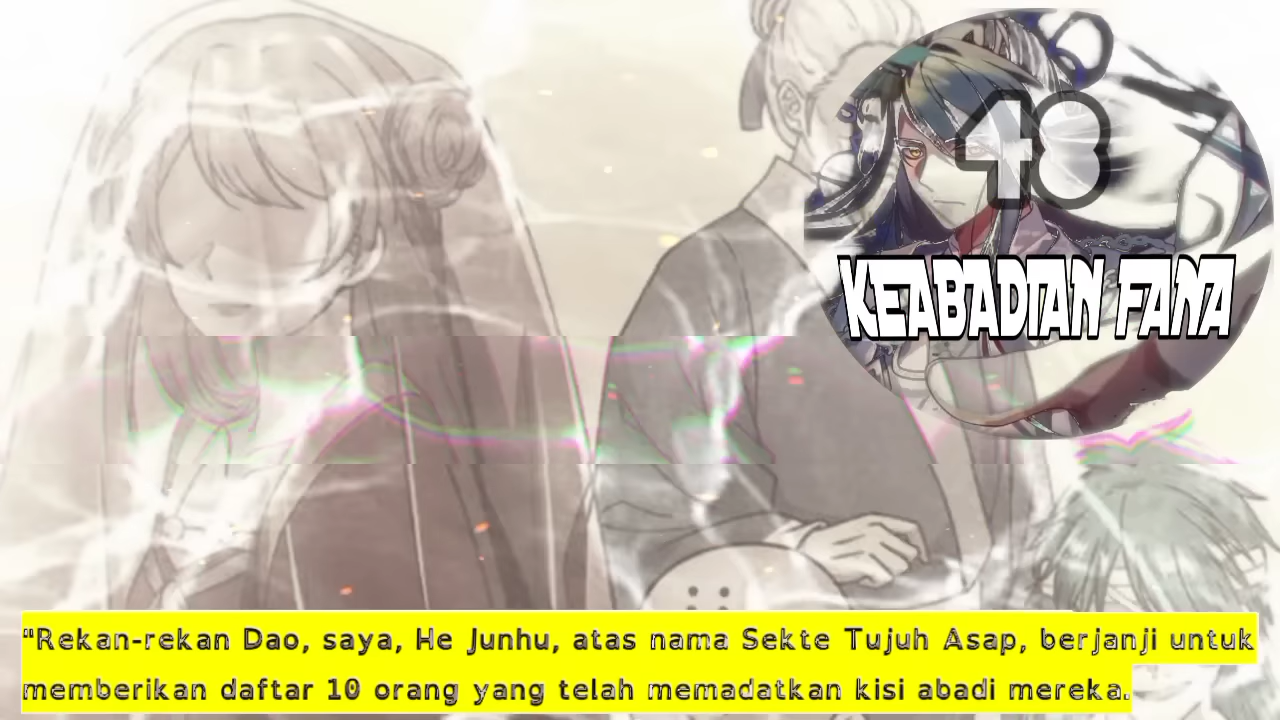 48
KEABADIAN FANA
"Rekan-rekan Dao, saya, He Junhu, atas nama Sekte Tujuh Asap, berjanji untuk
memberikan daftar 10 orang yang telah memadatkan kisi abadi mereka.